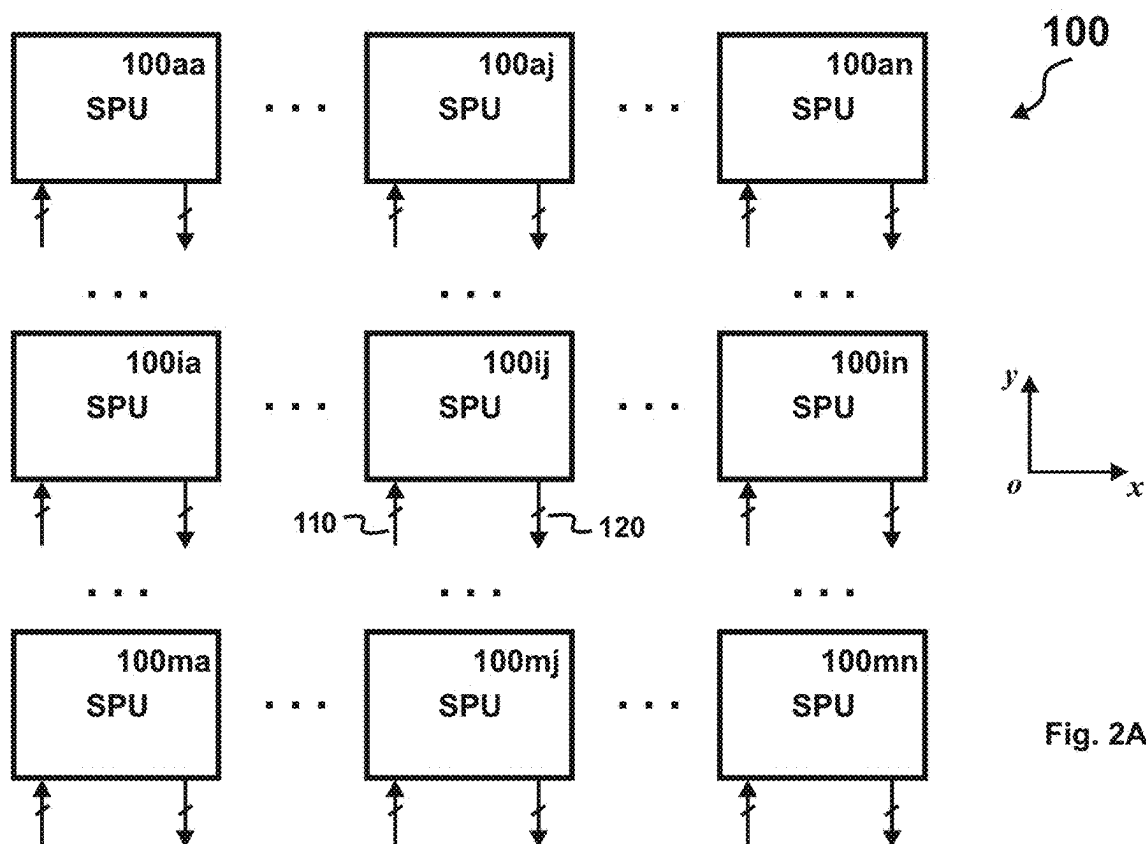 100
100aa 100aj 100an
SPU SPU SPU
100ia 100ij 100in
SPU SPU SPU
y
o x
110 120
100ma 100mj 100mn
SPU SPU SPU
Fig. 2A